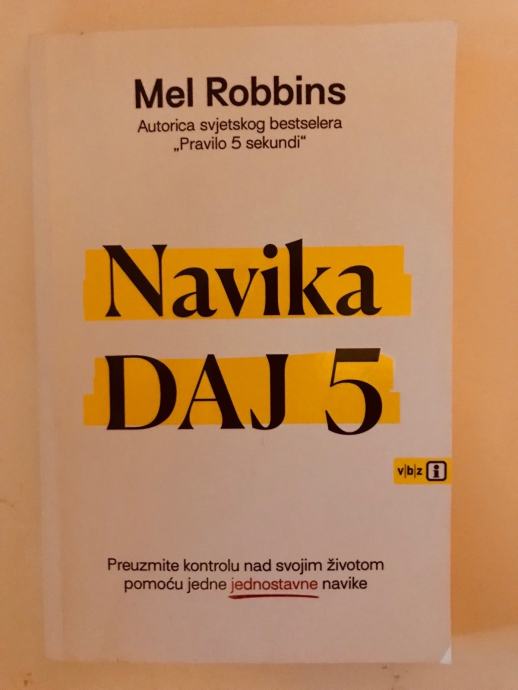 Mel Robbins
Autorica svjetskog bestselera
„Pravilo 5 sekundi“
Navika
DAJ 5
v|b|z i
Preuzmite kontrolu nad svojim životom
pomoću jedne jednostavne navike